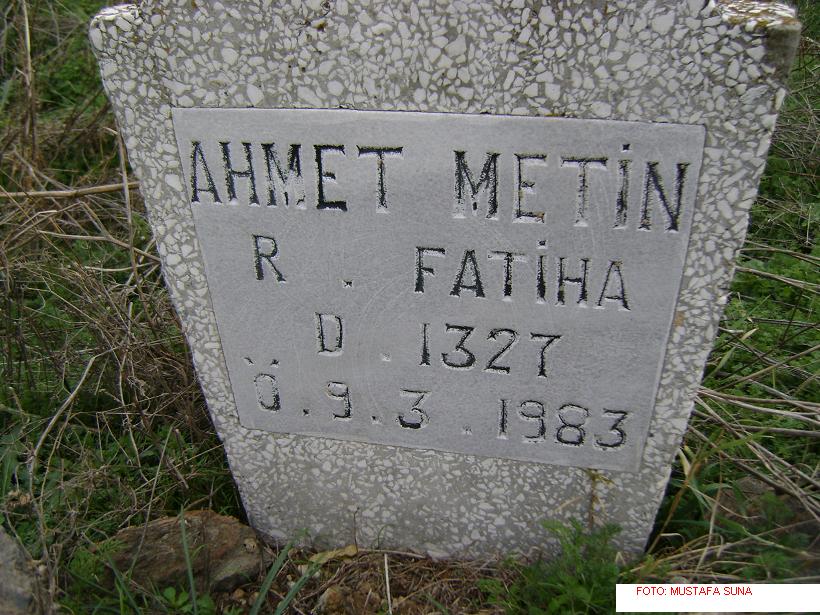 AHMET METİN
R . FATİHA
D . 1327
Ö . 9 . 3 . 1983
FOTO: MUSTAFA SUNA